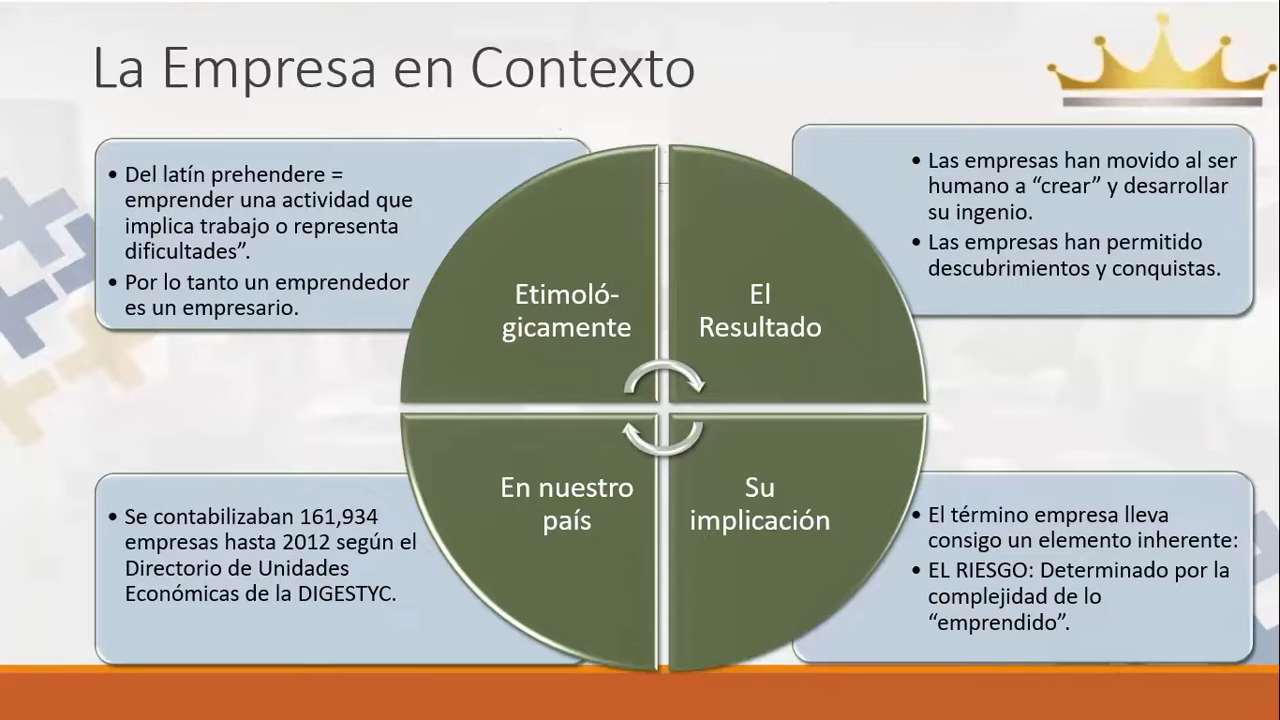 La Empresa en Contexto
• Del latín prehendere =
emprender una actividad que
implica trabajo o representa
dificultades”.
• Por lo tanto un emprendedor
es un empresario.
Etimoló-
gicamente
El
Resultado
• Las empresas han movido al ser
humano a “crear” y desarrollar
su ingenio.
• Las empresas han permitido
descubrimientos y conquistas.
• Se contabilizaban 161,934
empresas hasta 2012 según el
Directorio de Unidades
Económicas de la DIGESTYC.
En nuestro
país
Su
implicación
• El término empresa lleva
consigo un elemento inherente:
• EL RIESGO: Determinado por la
complejidad de lo
“emprendido”.